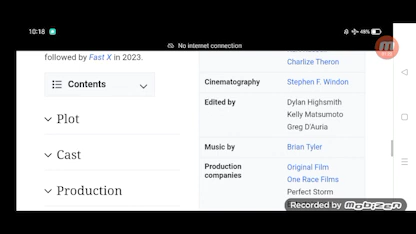 10:18
48%
No internet connection
followed by Fast X in 2023.
Contents
Plot
Cast
Production
Charlize Theron
Cinematography Stephen F. Windon
Edited by Dylan Highsmith
Kelly Matsumoto
Greg D'Auria
Music by Brian Tyler
Production Original Film
companies One Race Films
Perfect Storm
Recorded by Mobizen